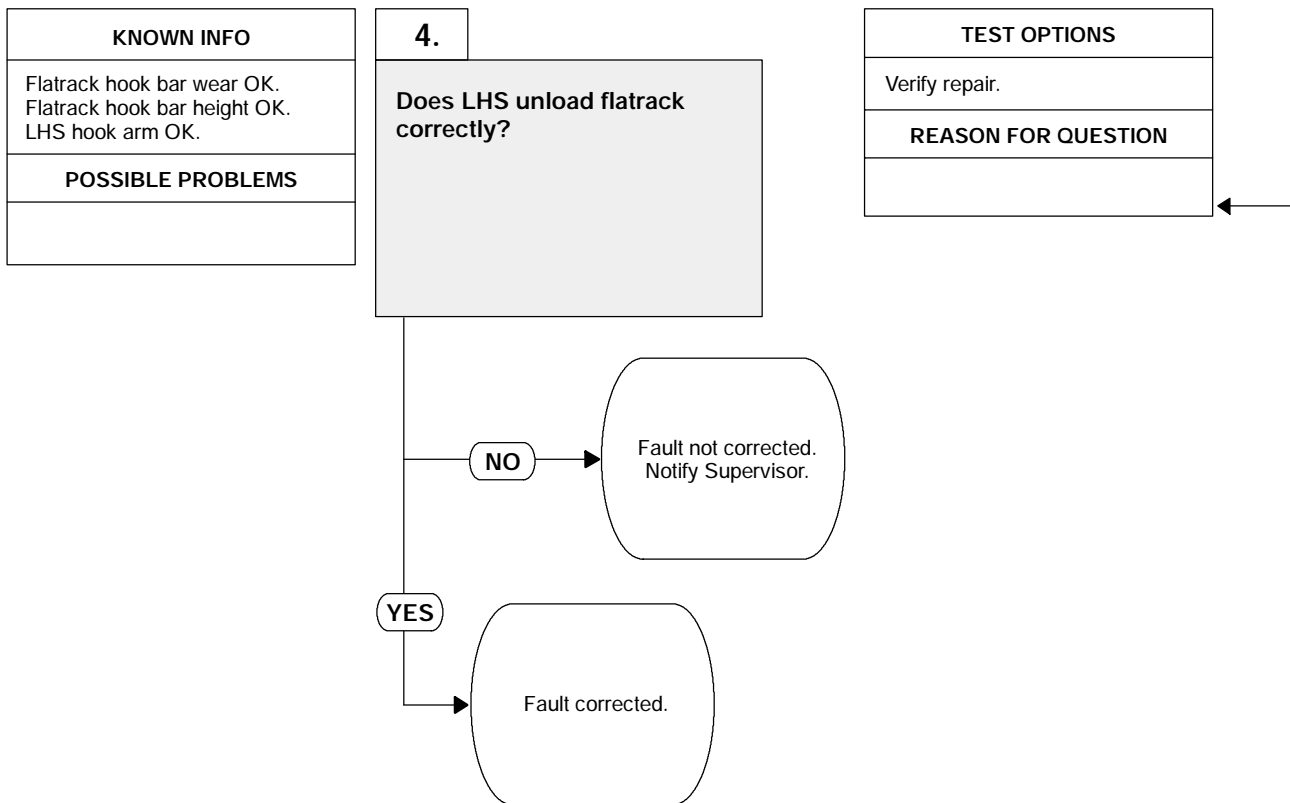 KNOWN INFO
Flatrack hook bar wear OK.
Flatrack hook bar height OK.
LHS hook arm OK.
POSSIBLE PROBLEMS
4.
Does LHS unload flatrack
correctly?
TEST OPTIONS
Verify repair.
REASON FOR QUESTION
NO
Fault not corrected.
Notify Supervisor.
YES
Fault corrected.